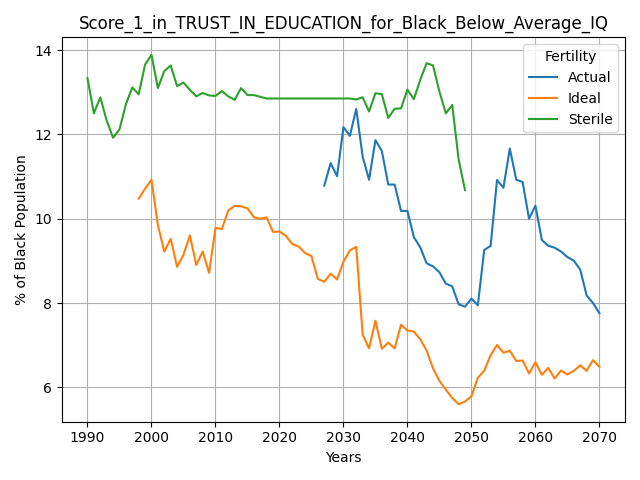 Score_1_in_TRUST_IN_EDUCATION_for_Black_Below_Average_IQ
Fertility
Actual
Ideal
Sterile
% of Black Population
14
12
10
8
6
1990 2000 2010 2020 2030 2040 2050 2060 2070
Years